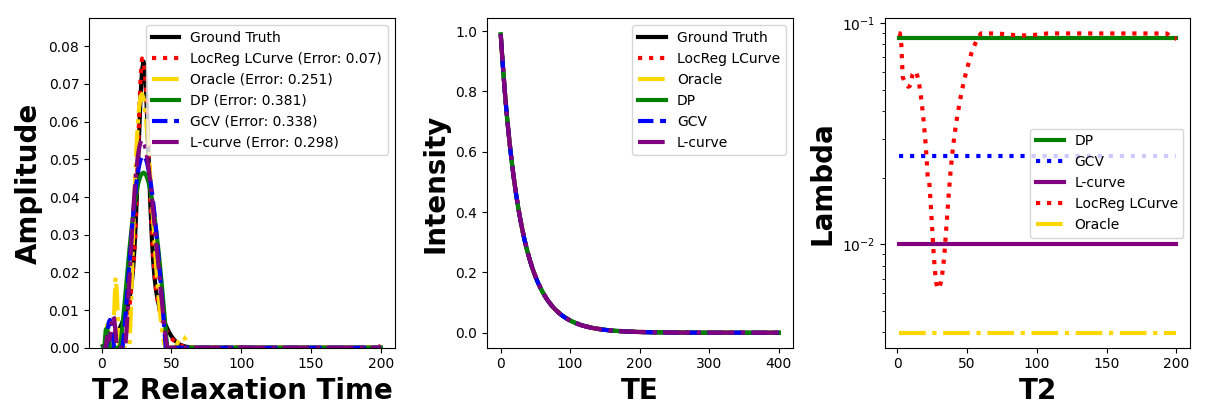 Amplitude
0.08
0.07
0.06
0.05
0.04
0.03
0.02
0.01
0.00
0 50 100 150 200
T2 Relaxation Time
Ground Truth
LocReg LCurve (Error: 0.07)
Oracle (Error: 0.251)
DP (Error: 0.381)
GCV (Error: 0.338)
L-curve (Error: 0.298)
Intensity
1.0
0.8
0.6
0.4
0.2
0.0
0 100 200 300 400
TE
Ground Truth
LocReg LCurve
Oracle
DP
GCV
L-curve
Lambda
10⁻¹
10⁻²
0 50 100 150 200
T2
DP
GCV
L-curve
LocReg LCurve
Oracle